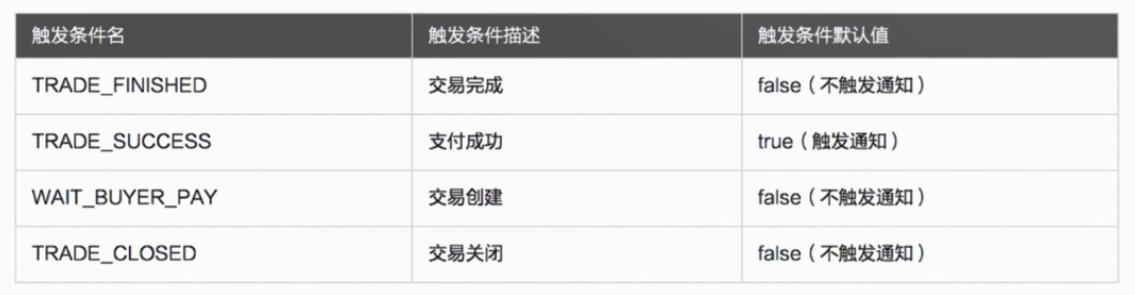 触发条件名 触发条件描述 触发条件默认值
TRADE_FINISHED 交易完成 false（不触发通知）
TRADE_SUCCESS 支付成功 true（触发通知）
WAIT_BUYER_PAY 交易创建 false（不触发通知）
TRADE_CLOSED 交易关闭 false（不触发通知）